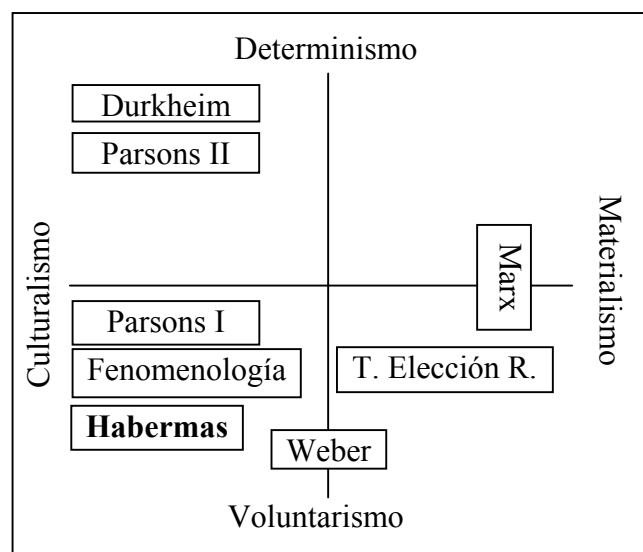 Determinismo
Durkheim
Parsons II
Culturalismo
Materialismo
Marx
Parsons I
Fenomenología
T. Elección R.
Habermas
Weber
Voluntarismo